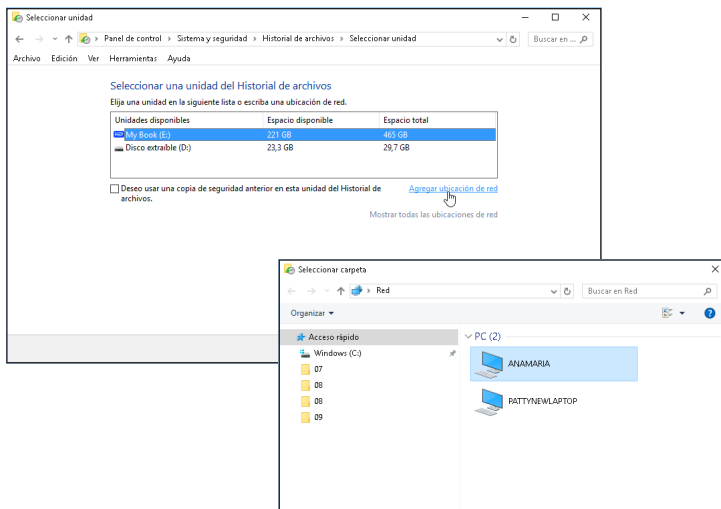 Seleccionar unidad
Panel de control > Sistema y seguridad > Historial de archivos > Seleccionar unidad
Buscar en ...
Archivo Edición Ver Herramientas Ayuda
Seleccionar una unidad del Historial de archivos
Elija una unidad en la siguiente lista o escriba una ubicación de red.
Unidades disponibles Espacio disponible Espacio total
My Book (E:) 221 GB 465 GB
Disco extraíble (D:) 23,3 GB 29,7 GB
Deseo usar una copia de seguridad anterior en esta unidad del Historial de
archivos.
Agregar ubicación de red
Mostrar todas las ubicaciones de red
Seleccionar carpeta
Red
Buscar en Red
Organizar
Acceso rápido
Windows (C:)
07
08
08
09
PC (2)
ANAMARIA
PATTYNEWLAPTOP